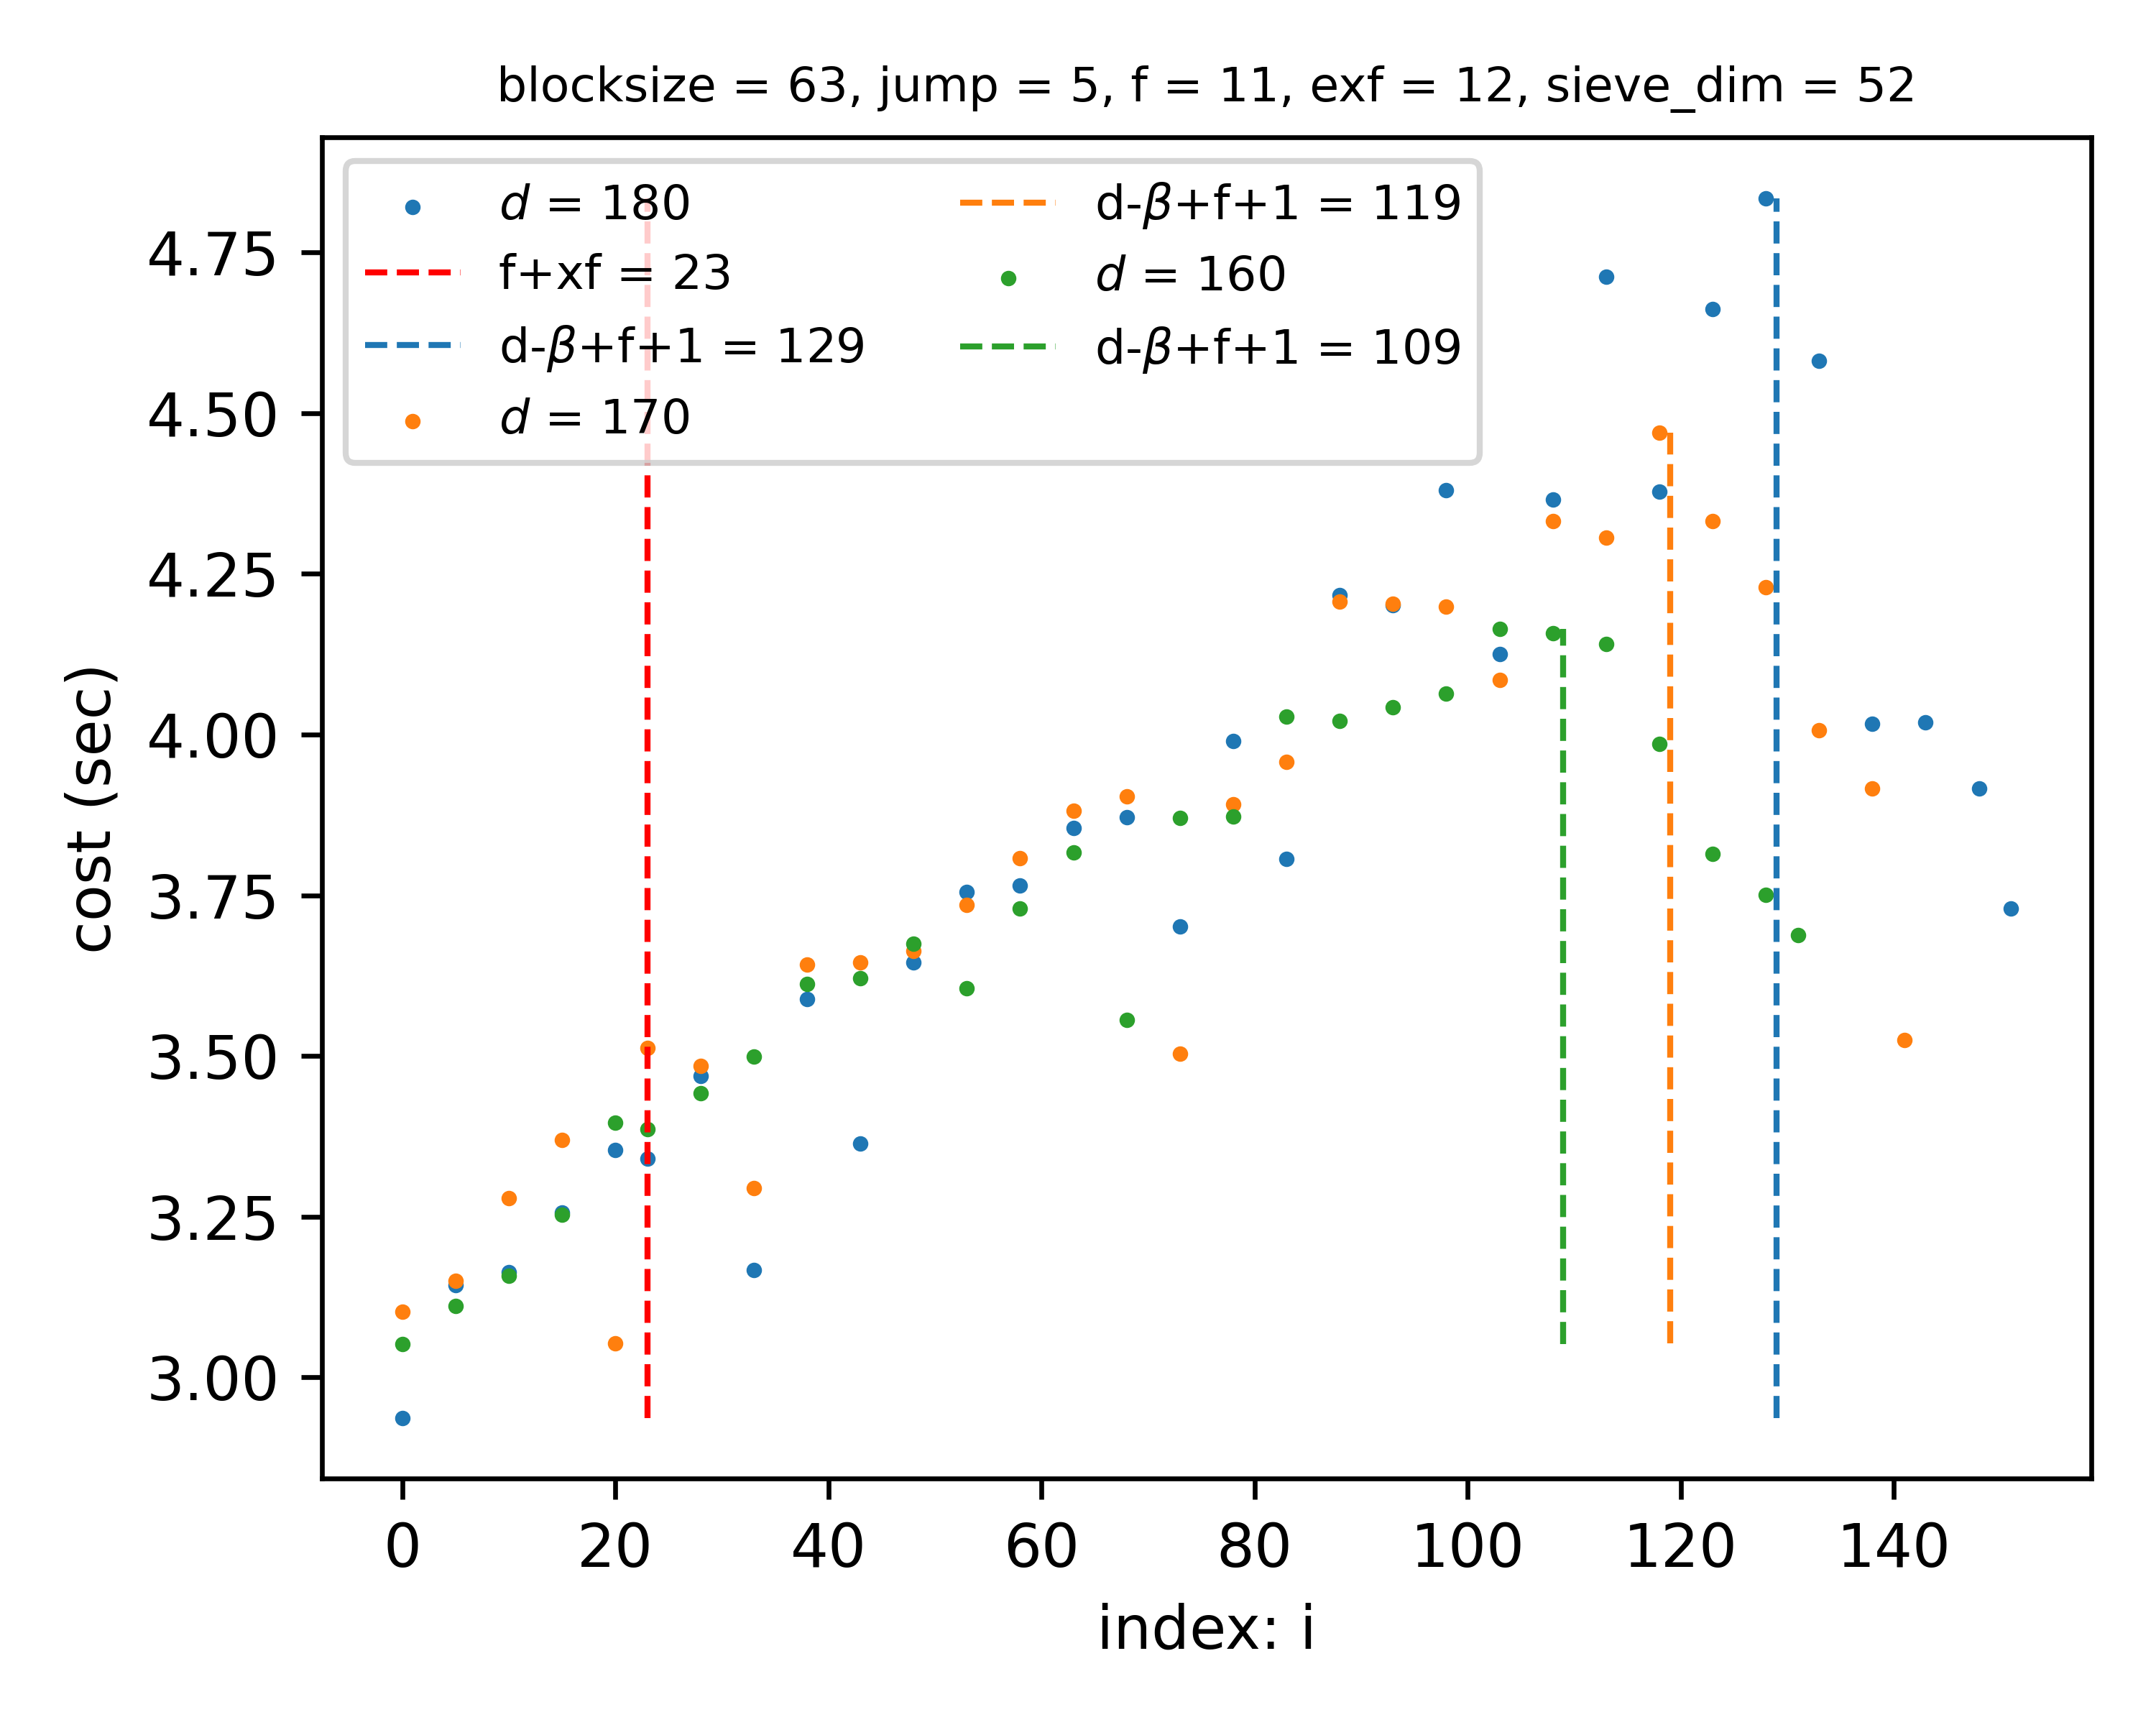 blocksize = 63, jump = 5, f = 11, exf = 12, sieve_dim = 52
d = 180
f+xf = 23
d-β+f+1 = 129
d = 170
d-β+f+1 = 119
d = 160
d-β+f+1 = 109
cost (sec)
4.75
4.50
4.25
4.00
3.75
3.50
3.25
3.00
0 20 40 60 80 100 120 140
index: i